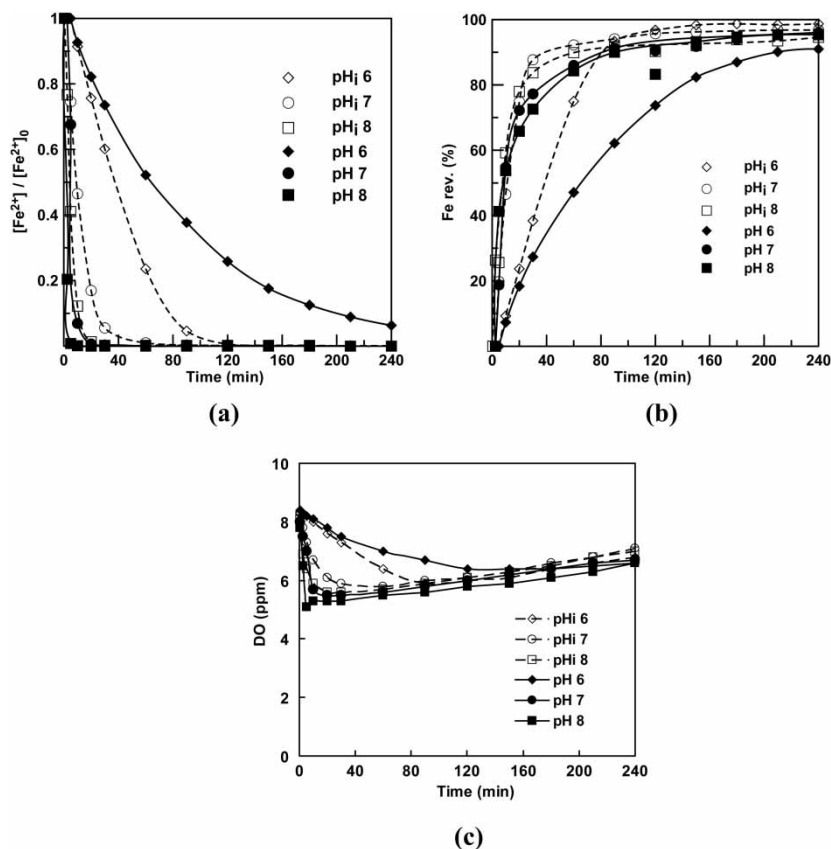 [Fe2+] / [Fe2+]0
1
0.8
0.6
0.4
0.2
0 40 80 120 160 200 240
Time (min)
pHi 6
pHi 7
pHi 8
pH 6
pH 7
pH 8
(a)
Fe rev. (%)
100
80
60
40
20
0 40 80 120 160 200 240
Time (min)
pHi 6
pHi 7
pHi 8
pH 6
pH 7
pH 8
(b)
DO (ppm)
10
8
6
4
2
0
0 40 80 120 160 200 240
Time (min)
pHi 6
pHi 7
pHi 8
pH 6
pH 7
pH 8
(c)